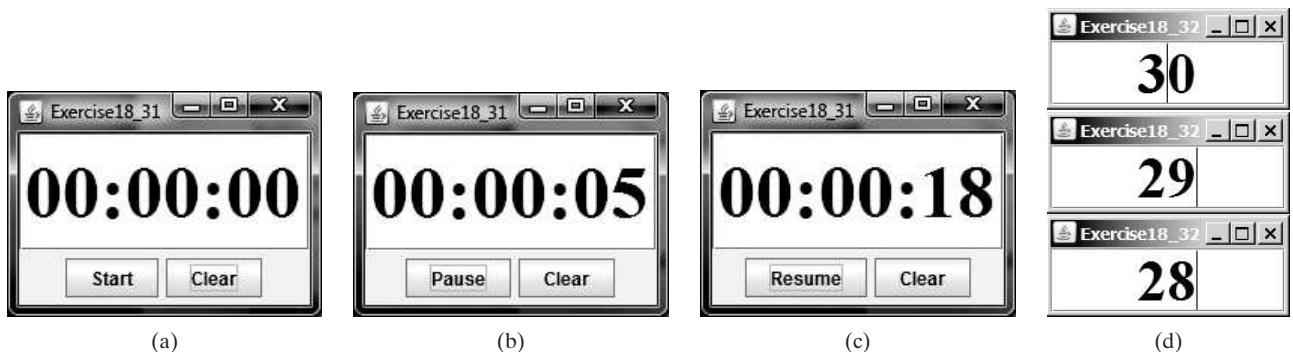 Exercise18_31
00:00:00
Start Clear
(a)
Exercise18_31
00:00:05
Pause Clear
(b)
Exercise18_31
00:00:18
Resume Clear
(c)
Exercise18_32
30
Exercise18_32
29
Exercise18_32
28
(d)